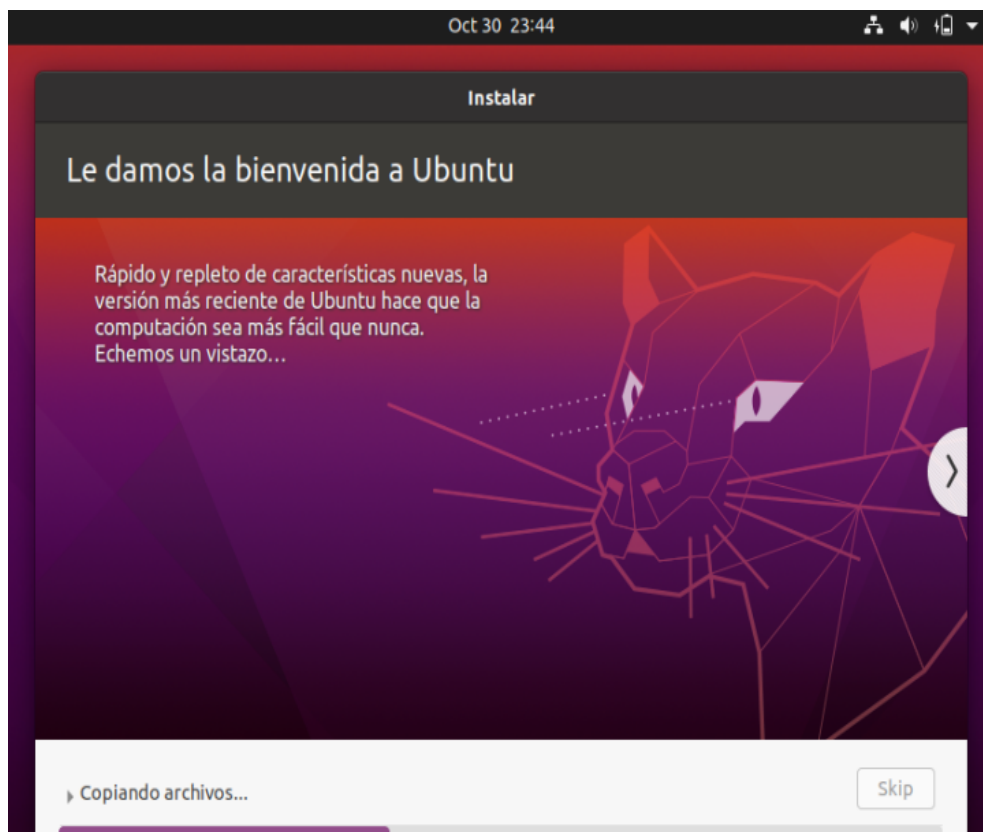 Oct 30 23:44
Instalar
Le damos la bienvenida a Ubuntu
Rápido y repleto de características nuevas, la
versión más reciente de Ubuntu hace que la
computación sea más fácil que nunca.
Echemos un vistazo...
Copiando archivos...
Skip